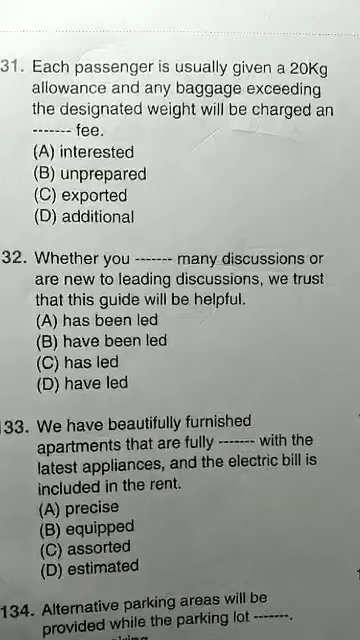 31. Each passenger is usually given a 20Kg
allowance and any baggage exceeding
the designated weight will be charged an
------- fee.
(A) interested
(B) unprepared
(C) exported
(D) additional
32. Whether you ------- many discussions or
are new to leading discussions, we trust
that this guide will be helpful.
(A) has been led
(B) have been led
(C) has led
(D) have led
133. We have beautifully furnished
apartments that are fully ------- with the
latest appliances, and the electric bill is
included in the rent.
(A) precise
(B) equipped
(C) assorted
(D) estimated
134. Alternative parking areas will be
provided while the parking lot -------.